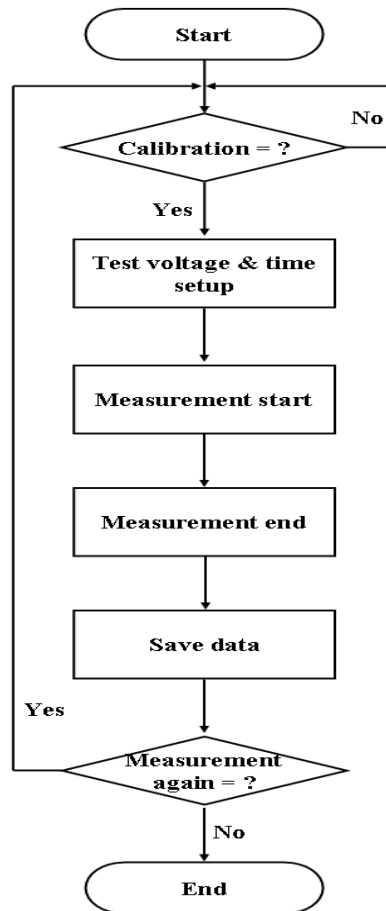 Start
No
Calibration = ?
Yes
Test voltage & time
setup
Measurement start
Measurement end
Save data
Yes
Measurement
again = ?
No
End